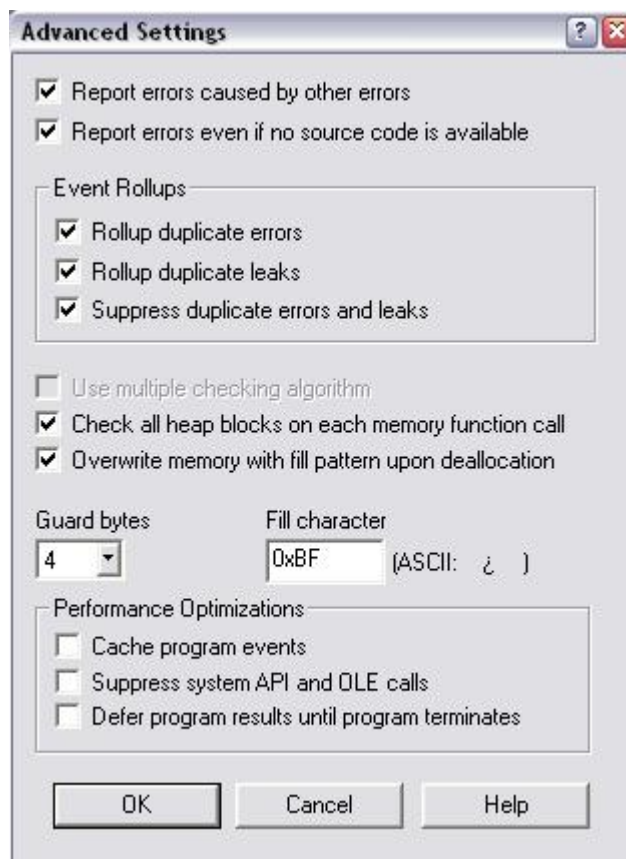 Advanced Settings
Report errors caused by other errors
Report errors even if no source code is available
Event Rollups
Rollup duplicate errors
Rollup duplicate leaks
Suppress duplicate errors and leaks
Use multiple checking algorithm
Check all heap blocks on each memory function call
Overwrite memory with fill pattern upon deallocation
Guard bytes Fill character
4 0xBF (ASCII: ¿ )
Performance Optimizations
Cache program events
Suppress system API and OLE calls
Defer program results until program terminates
OK Cancel Help